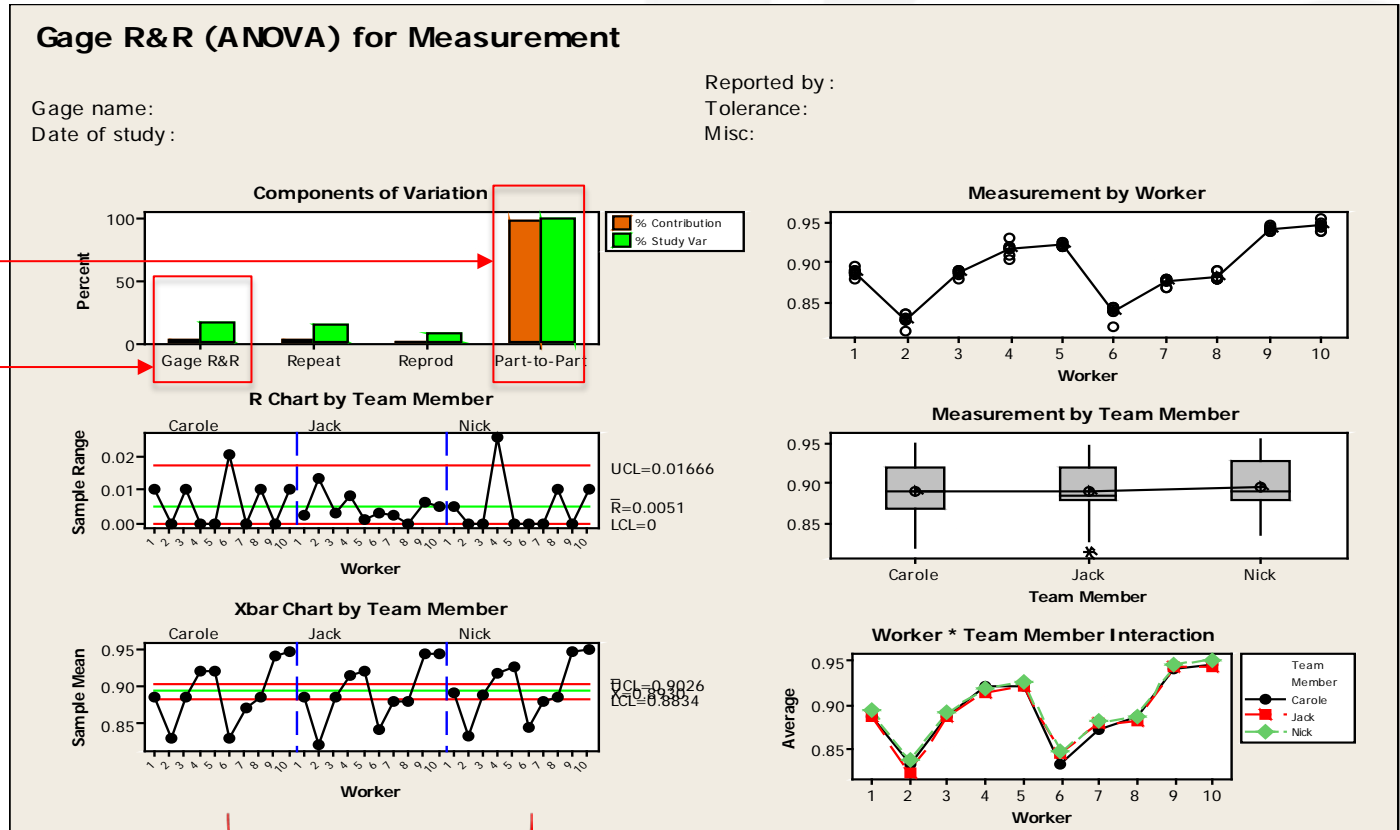 Gage R&R (ANOVA) for Measurement
Reported by :
Gage name:
Tolerance:
Date of study :
Misc:
Components of Variation
Percent
100
50
0
Gage R&R Repeat Reprod Part-to-Part
% Contribution
% Study Var
R Chart by Team Member
Carole Jack Nick
Sample Range
0.02
0.01
0.00
UCL=0.01666
R=0.0051
LCL=0
1 2 3 4 5 6 7 8 9 10 1 2 3 4 5 6 7 8 9 10 1 2 3 4 5 6 7 8 9 10
Worker
Xbar Chart by Team Member
Carole Jack Nick
Sample Mean
0.95
0.90
0.85
UCL=0.9026
X=0.8930
LCL=0.8834
1 2 3 4 5 6 7 8 9 10 1 2 3 4 5 6 7 8 9 10 1 2 3 4 5 6 7 8 9 10
Worker
Measurement by Worker
0.95
0.90
0.85
1 2 3 4 5 6 7 8 9 10
Worker
Measurement by Team Member
0.95
0.90
0.85
Carole Jack Nick
Team Member
Worker * Team Member Interaction
Average
0.95
0.90
0.85
1 2 3 4 5 6 7 8 9 10
Worker
Team
Member
Carole
Jack
Nick